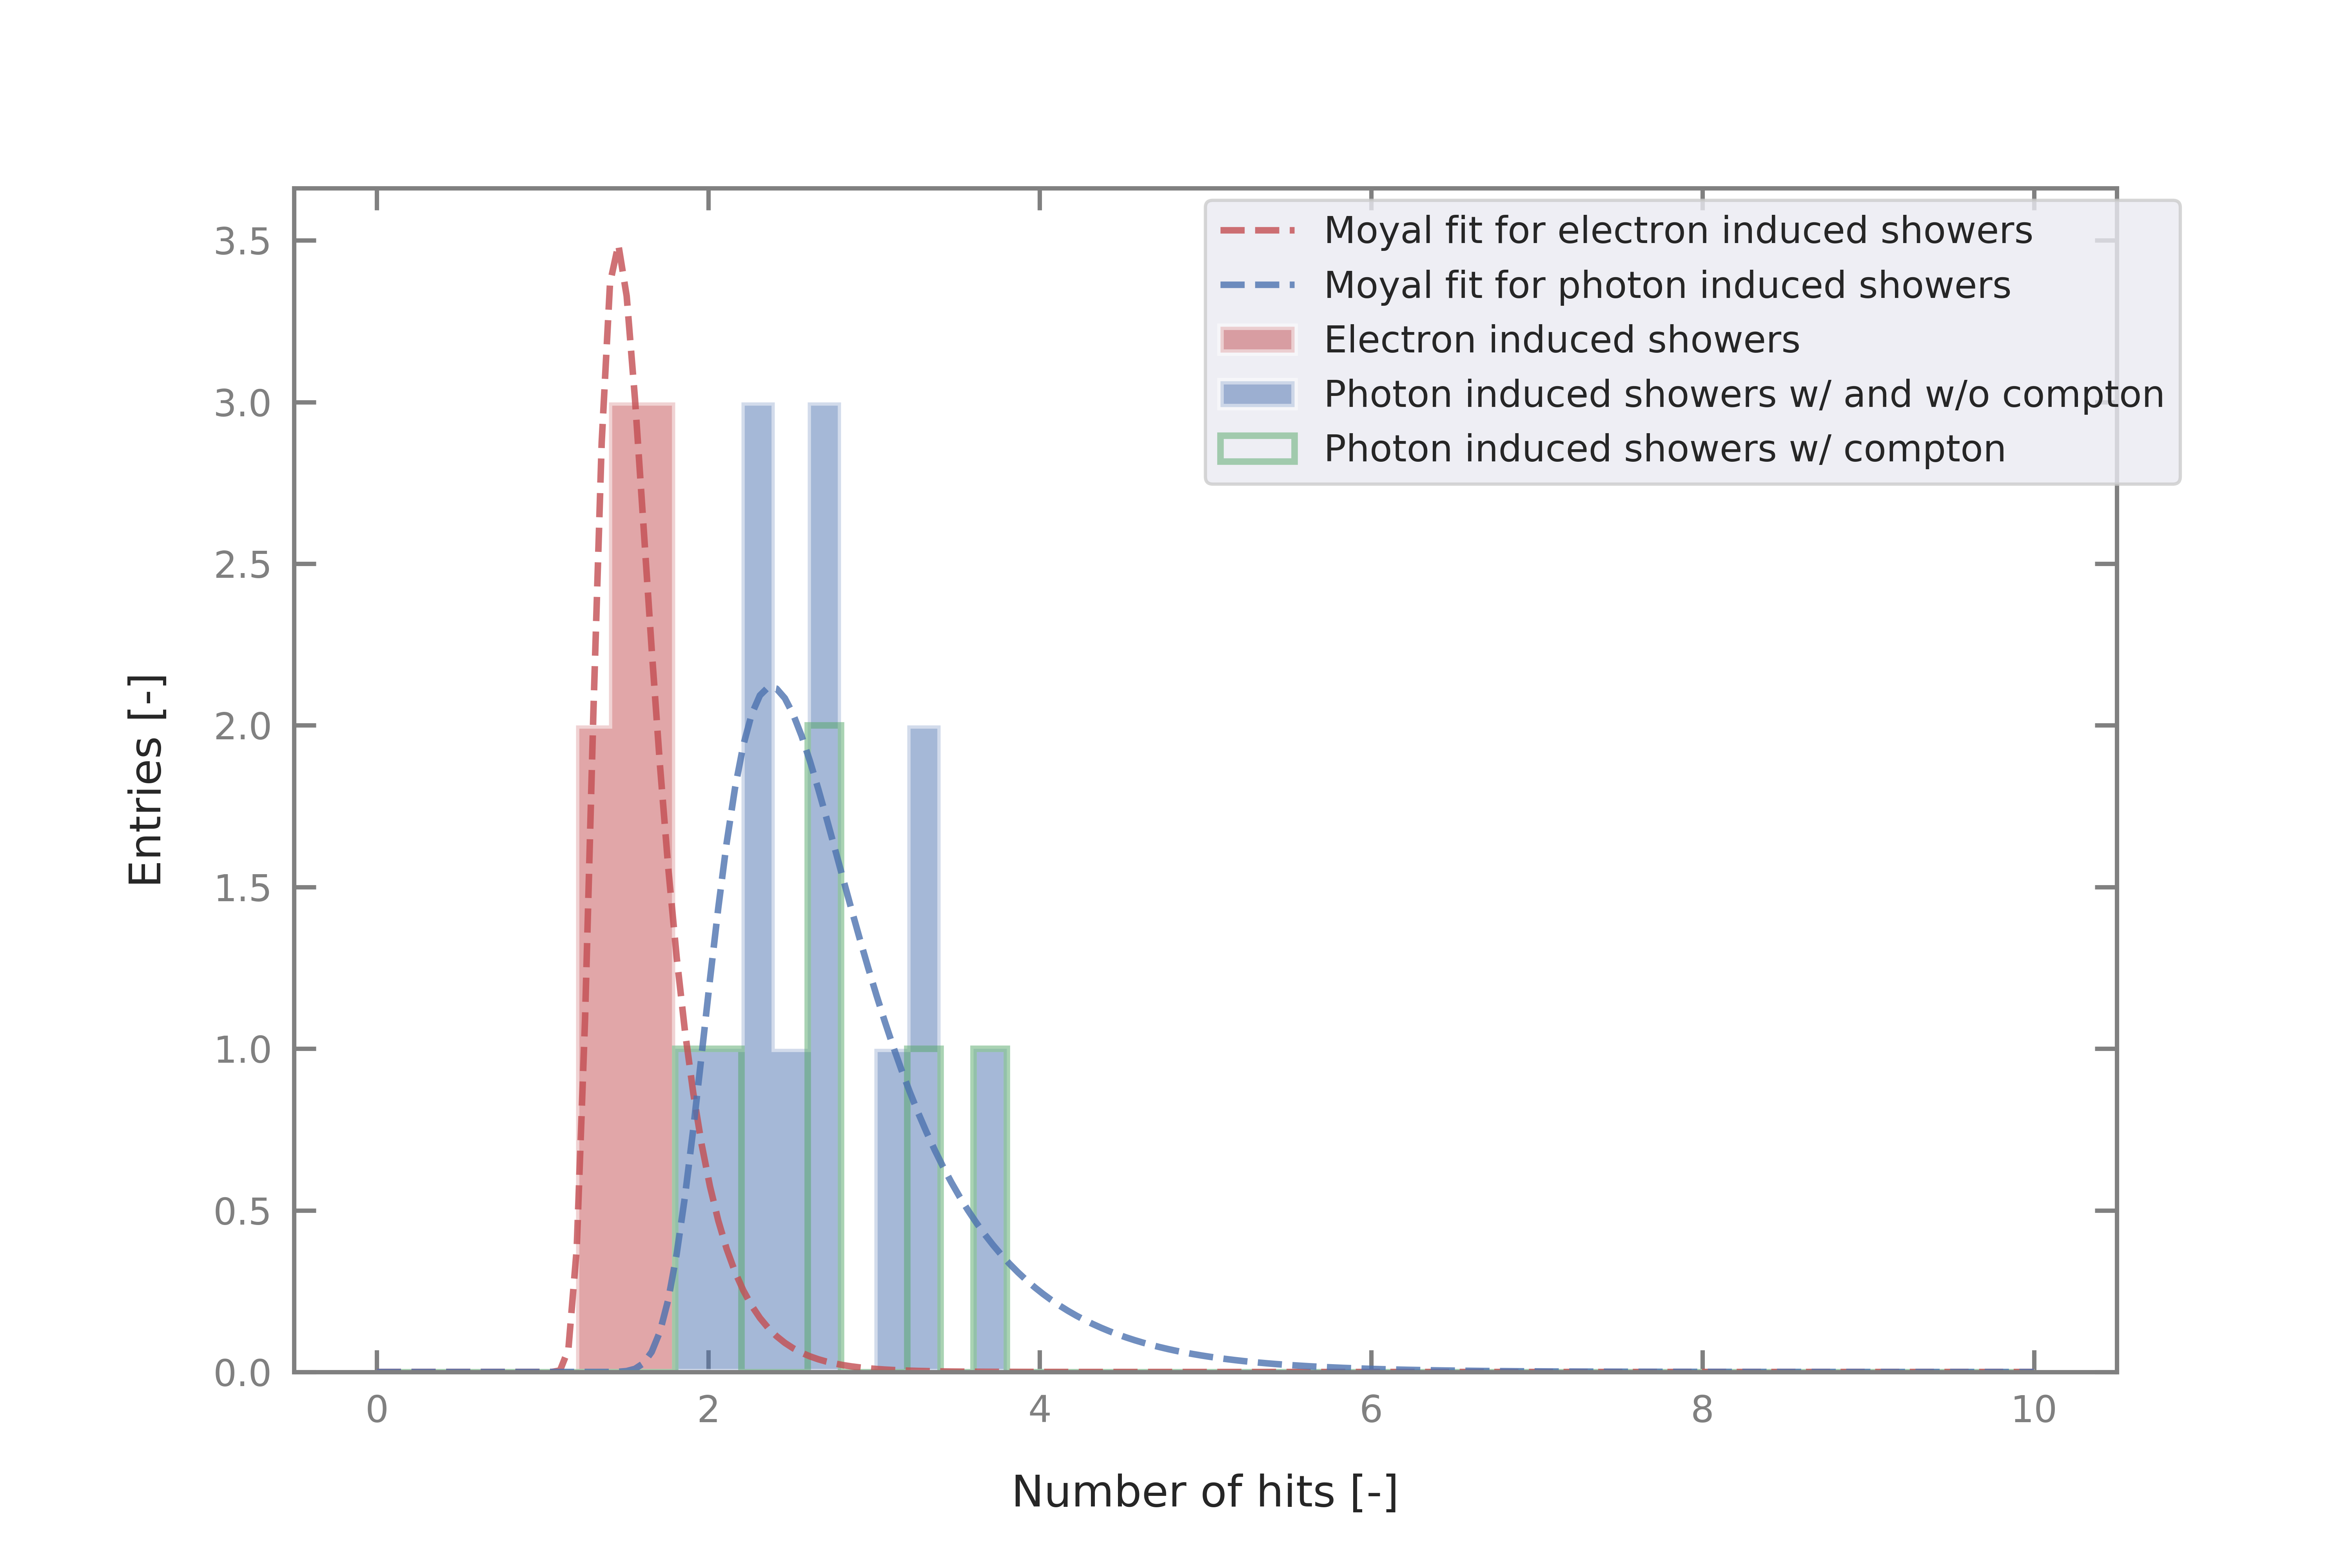 Moyal fit for electron induced showers
Moyal fit for photon induced showers
Electron induced showers
Photon induced showers w/ and w/o compton
Photon induced showers w/ compton
3.5
3.0
2.5
2.0
1.5
1.0
0.5
0.0
Entries [-]
0 2 4 6 8 10
Number of hits [-]